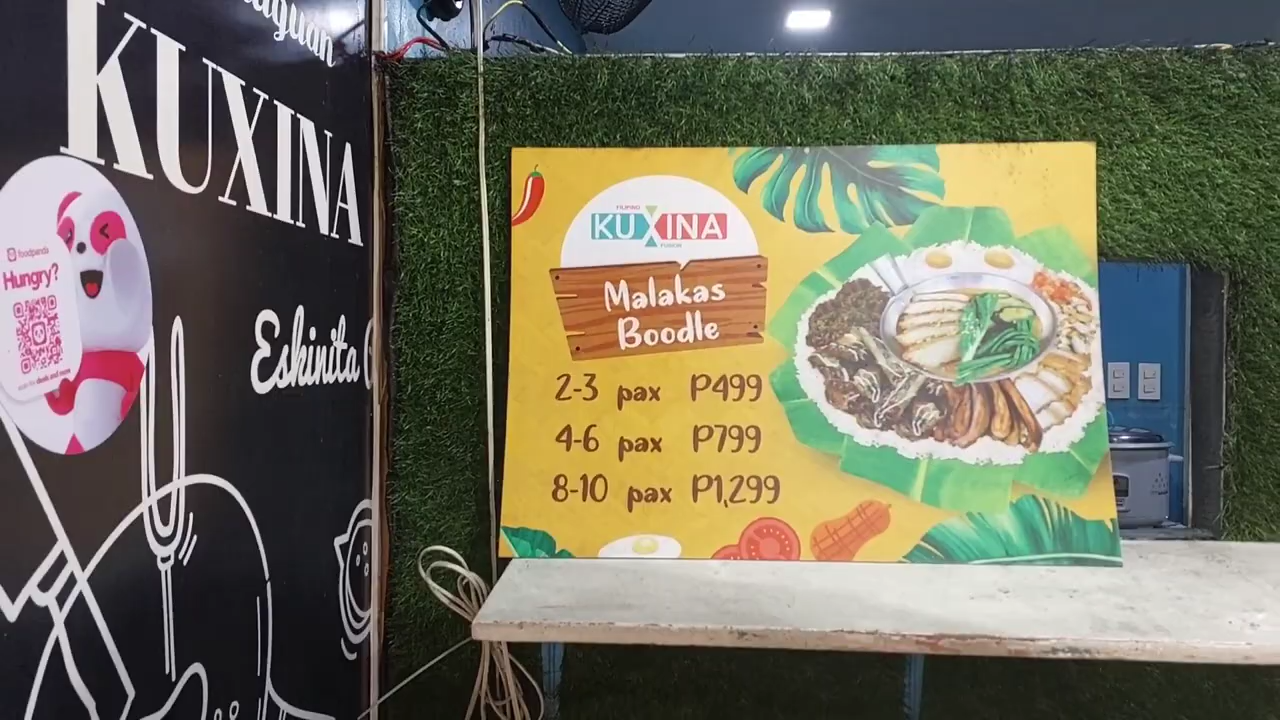 KUXINA
Eskinita
foodpanda
Hungry?
FILIPINO
KUXINA
FUSION
Malakas
Boodle
2-3 pax P499
4-6 pax P799
8-10 pax P1,299